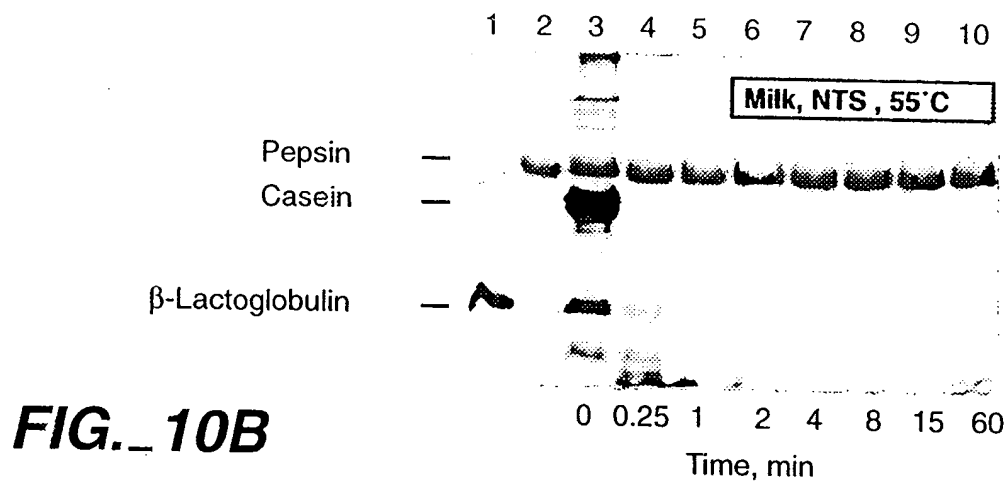 1 2 3 4 5 6 7 8 9 10
Milk, NTS , 55°C
Pepsin
Casein
β-Lactoglobulin
0 0.25 1 2 4 8 15 60
Time, min
FIG._10B